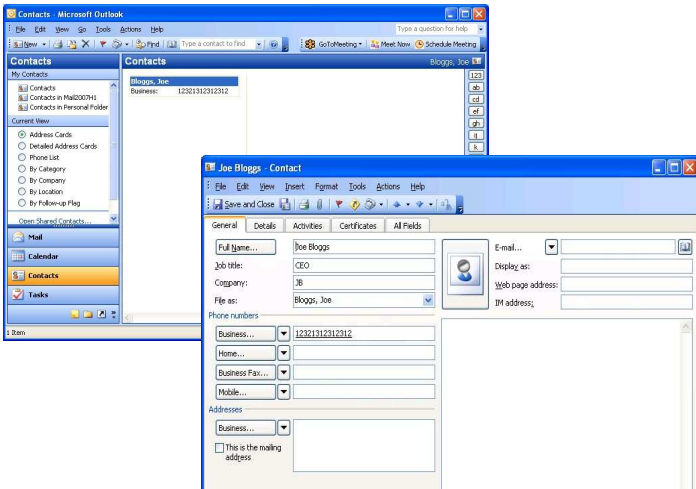 Contacts - Microsoft Outlook
File Edit View Go Tools Actions Help
Type a question for help
New Find Type a contact to find GoToMeeting Meet Now Schedule Meeting
Contacts
Contacts
Bloggs, Joe
My Contacts
Contacts
Contacts in Mail2007H1
Contacts in Personal Folder
Current View
Address Cards
Detailed Address Cards
Phone List
By Category
By Company
By Location
By Follow-up Flag
Open Shared Contacts...
Mail
Calendar
Contacts
Tasks
1 Item
Bloggs, Joe
Business: 12321312312312
123
ab
cd
ef
gh
ij
k
Joe Bloggs - Contact
File Edit View Insert Format Tools Actions Help
Save and Close
General Details Activities Certificates All Fields
Full Name... Joe Bloggs
Job title: CEO
Company: JB
File as: Bloggs, Joe
E-mail...
Display as:
Web page address:
IM address:
Phone numbers
Business... 12321312312312
Home...
Business Fax...
Mobile...
Addresses
Business...
This is the mailing
address